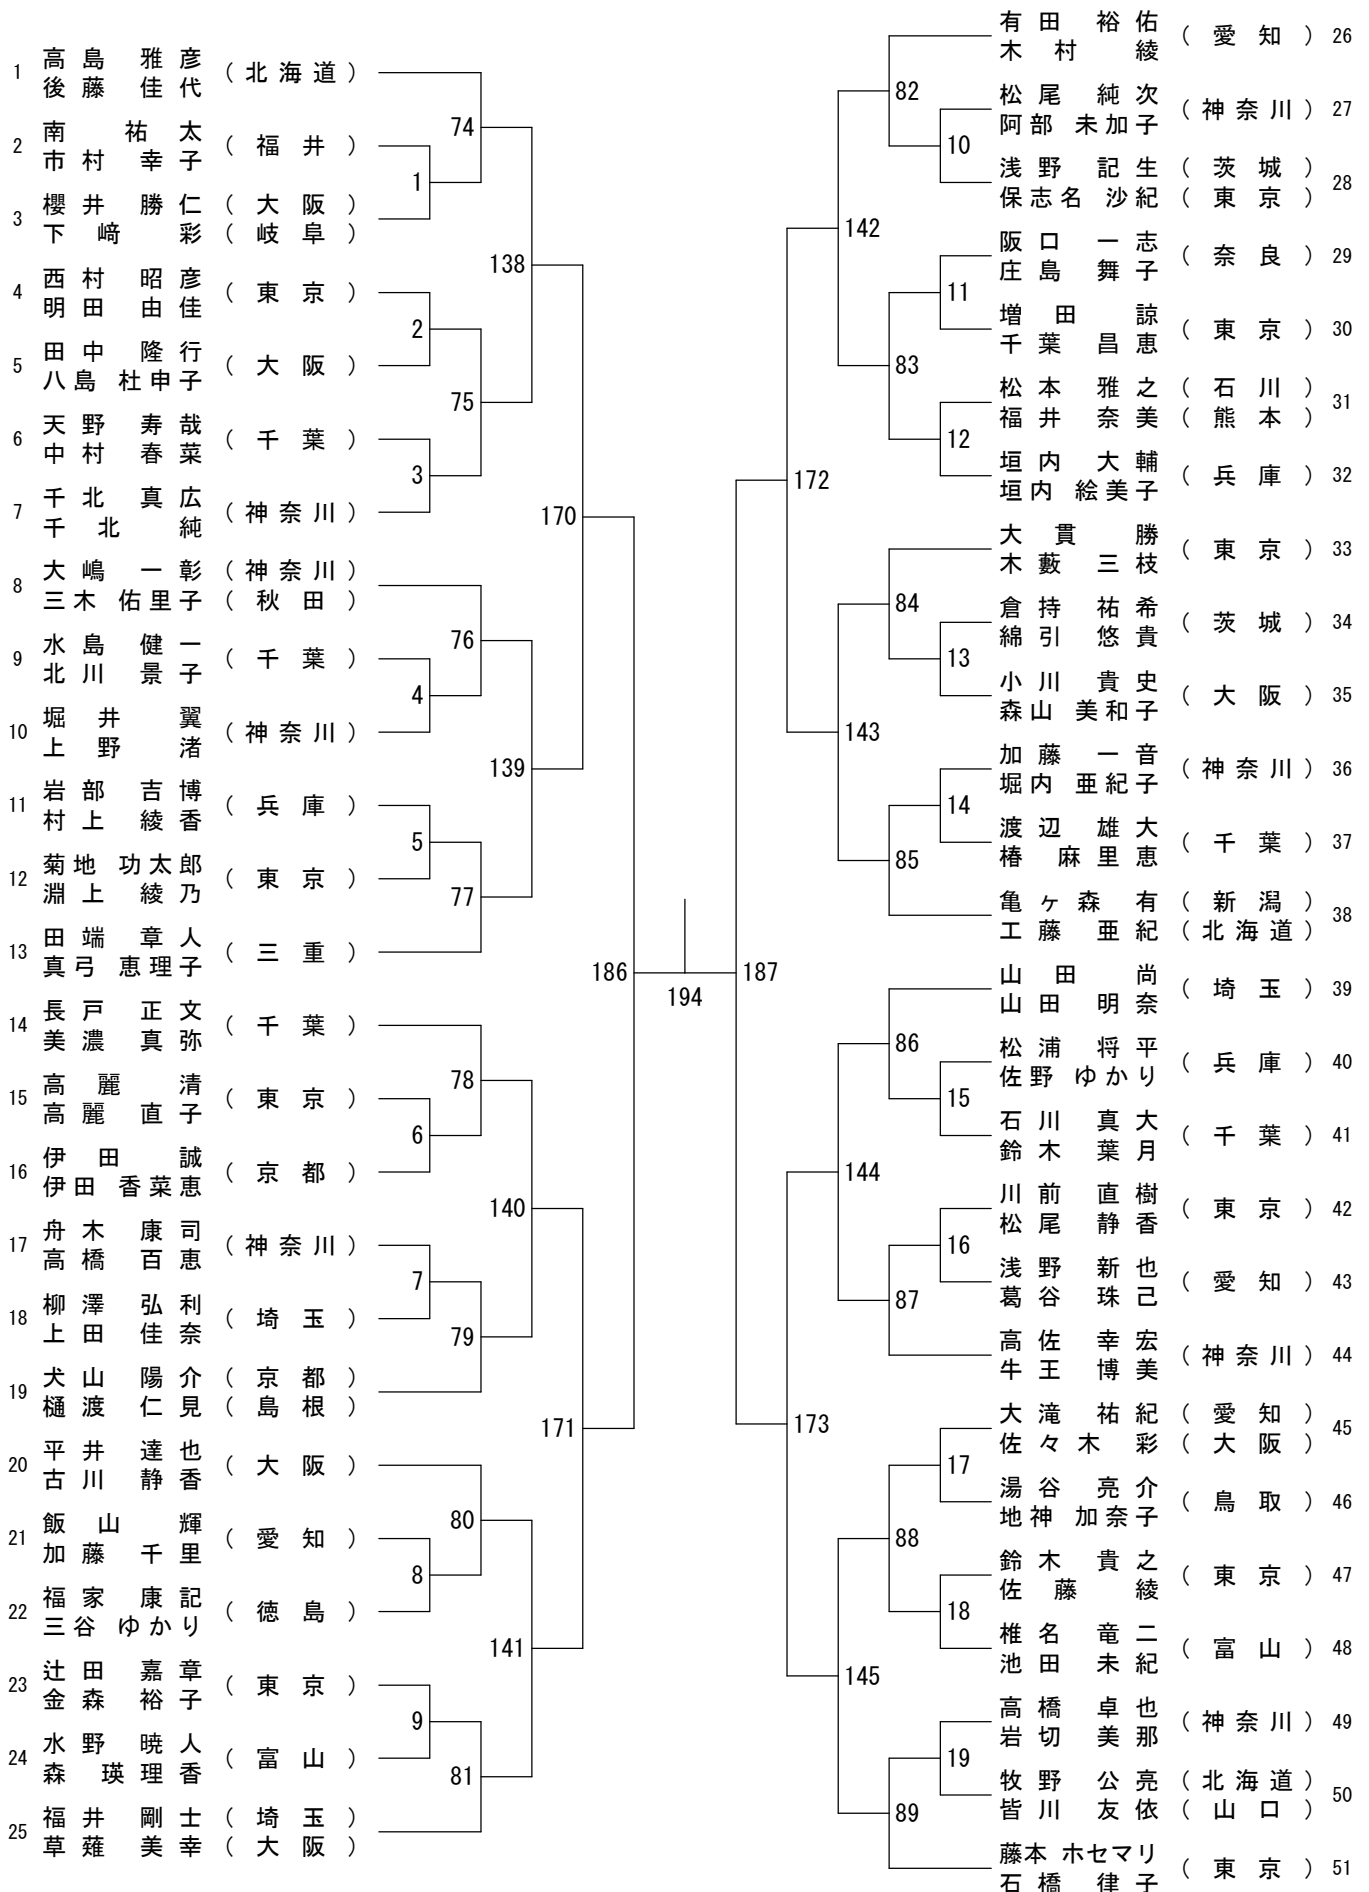 1 高島 雅彦 (北海道)
後藤 佳代
2 南 祐太 (福井)
市村 幸子
3 櫻井 勝仁 (大阪)
下﨑 彩 (岐阜)
4 西村 昭彦 (東京)
明田 由佳
5 田中 隆行 (大阪)
八島 杜申子
6 天野 寿哉 (千葉)
中村 春菜
7 千北 真広 (神奈川)
千北 純
8 大嶋 一彰 (神奈川)
三木 佑里子 (秋田)
9 水島 健一 (千葉)
北川 景子
10 堀井 翼 (神奈川)
上野 渚
11 岩部 吉博 (兵庫)
村上 綾香
12 菊地 功太郎 (東京)
淵上 綾乃
13 田端 章人 (三重)
真弓 恵理子
14 長戸 正文 (千葉)
美濃 真弥
15 高麗 清 (東京)
高麗 直子
16 伊田 誠 (京都)
伊田 香菜恵
17 舟木 康司 (神奈川)
高橋 百恵
18 柳澤 弘利 (埼玉)
上田 佳奈
19 犬山 陽介 (京都)
樋渡 仁見 (島根)
20 平井 達也 (大阪)
古川 静香
21 飯山 輝 (愛知)
加藤 千里
22 福家 康記 (徳島)
三谷 ゆかり
23 辻田 嘉章 (東京)
金森 裕子
24 水野 暁人 (富山)
森 瑛理香
25 福井 剛士 (埼玉)
草薙 美幸 (大阪)
1
2
3
4
5
6
7
8
9
74
75
76
77
78
79
80
81
138
139
140
141
170
171
186
194
187
172
173
142
143
144
145
82
83
84
85
86
87
88
89
10
11
12
13
14
15
16
17
18
19
有田 裕佑 (愛知) 26
木村 綾
松尾 純次 (神奈川) 27
阿部 未加子
浅野 記生 (茨城) 28
保志名 沙紀 (東京)
阪口 一志 (奈良) 29
庄島 舞子
増田 諒 (東京) 30
千葉 昌恵
松本 雅之 (石川) 31
福井 奈美 (熊本)
垣内 大輔 (兵庫) 32
垣内 絵美子
大貫 勝 (東京) 33
木藪 三枝
倉持 祐希 (茨城) 34
綿引 悠貴
小川 貴史 (大阪) 35
森山 美和子
加藤 一音 (神奈川) 36
堀内 亜紀子
渡辺 雄大 (千葉) 37
椿 麻里恵
亀ヶ森 有 (新潟) 38
工藤 亜紀 (北海道)
山田 尚 (埼玉) 39
山田 明奈
松浦 将平 (兵庫) 40
佐野 ゆかり
石川 真大 (千葉) 41
鈴木 葉月
川前 直樹 (東京) 42
松尾 静香
浅野 新也 (愛知) 43
葛谷 珠己
高佐 幸宏 (神奈川) 44
牛王 博美
大滝 祐紀 (愛知) 45
佐々木 彩 (大阪)
湯谷 亮介 (鳥取) 46
地神 加奈子
鈴木 貴之 (東京) 47
佐藤 綾
椎名 竜二 (富山) 48
池田 未紀
高橋 卓也 (神奈川) 49
岩切 美那
牧野 公亮 (北海道) 50
皆川 友依 (山口)
藤本 ホセマリ (東京) 51
石橋 律子